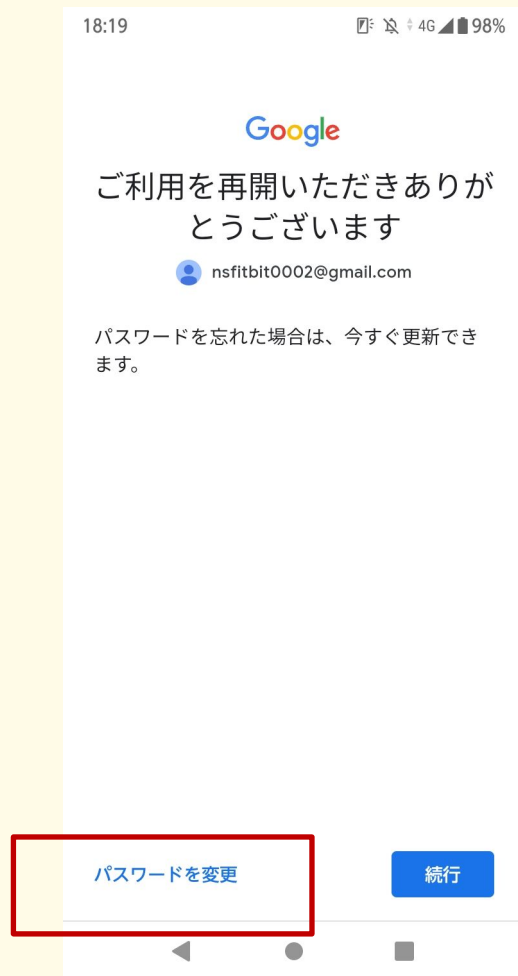 18:19 4G 98%
Google
ご利用を再開いただきありが
とうございます
nsfitbit0002@gmail.com
パスワードを忘れた場合は、今すぐ更新でき
ます。
パスワードを変更 続行